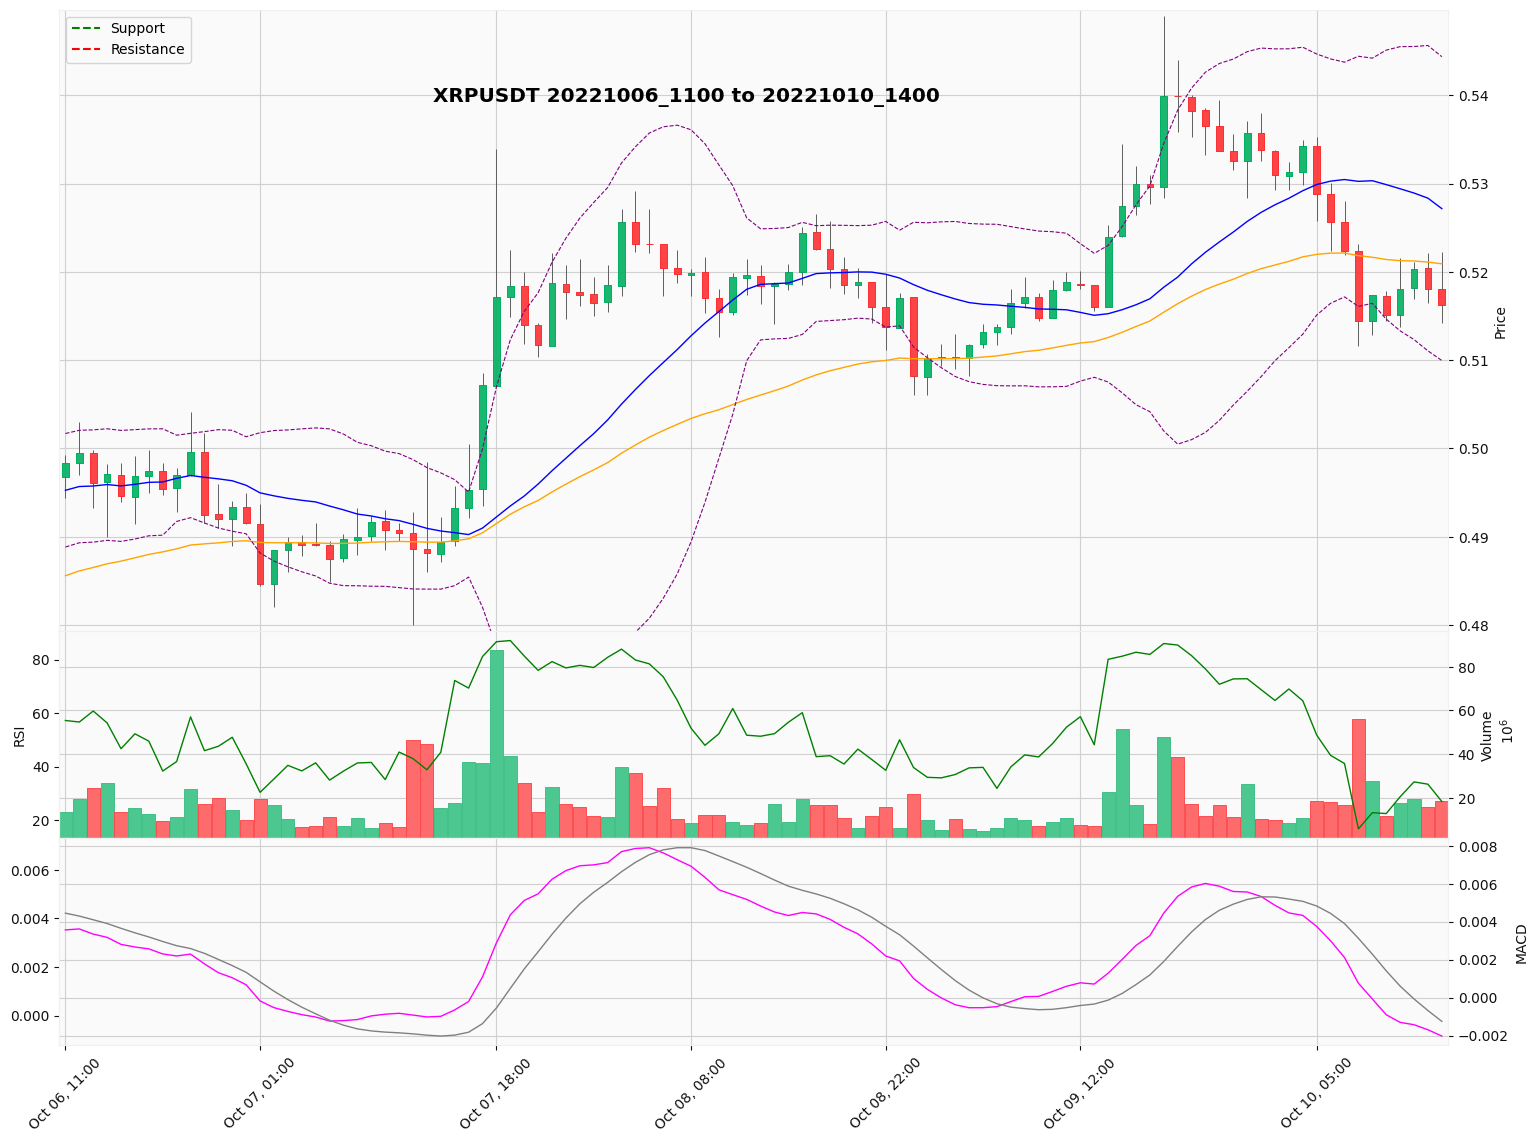 Support
Resistance
XRPUSDT 20221006_1100 to 20221010_1400
0.54
0.53
0.52
0.51
0.50
0.49
0.48
Price
80
60
40
20
RSI
80
60
40
20
Volume
10^6
0.006
0.004
0.002
0.000
0.008
0.006
0.004
0.002
0.000
−0.002
MACD
Oct 06, 11:00
Oct 07, 01:00
Oct 07, 18:00
Oct 08, 08:00
Oct 08, 22:00
Oct 09, 12:00
Oct 10, 05:00